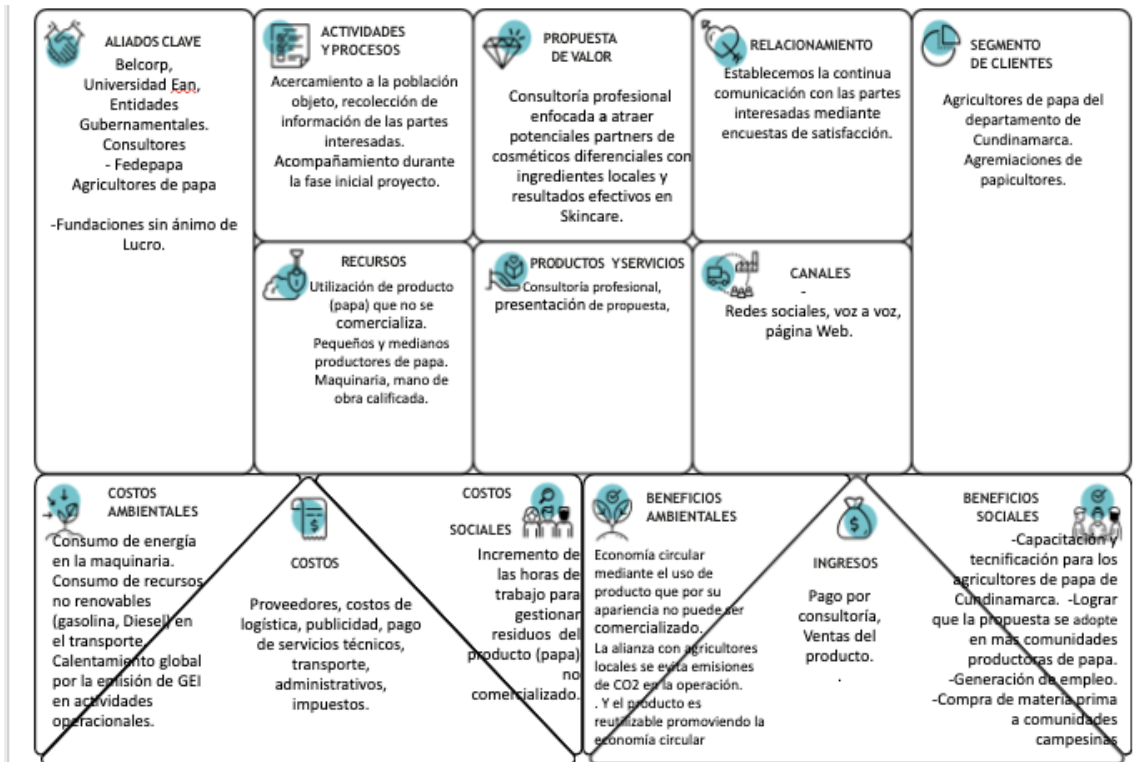 ALIADOS CLAVE
Belcorp,
Universidad Ean,
Entidades
Gubernamentales.
Consultores
- Fedepapa
Agricultores de papa
-Fundaciones sin ánimo de
Lucro.
ACTIVIDADES
Y PROCESOS
Acercamiento a la población
objeto, recolección de
información de las partes
interesadas.
Acompañamiento durante
la fase inicial proyecto.
RECURSOS
Utilización de producto
(papa) que no se
comercializa.
Pequeños y medianos
productores de papa.
Maquinaria, mano de
obra calificada.
PROPUESTA
DE VALOR
Consultoría profesional
enfocada a atraer
potenciales partners de
cosméticos diferenciales con
ingredientes locales y
resultados efectivos en
Skincare.
PRODUCTOS Y SERVICIOS
Consultoría profesional,
presentación de propuesta,
RELACIONAMIENTO
Establecemos la continua
comunicación con las partes
interesadas mediante
encuestas de satisfacción.
CANALES
-
Redes sociales, voz a voz,
página Web.
SEGMENTO
DE CLIENTES
Agricultores de papa del
departamento de
Cundinamarca.
Agremiaciones de
papicultores.
COSTOS
AMBIENTALES
Consumo de energía
en la maquinaria.
Consumo de recursos
no renovables
(gasolina, Diesel) en
el transporte.
Calentamiento global
por la emisión de GEI
en actividades
operacionales.
COSTOS
Proveedores, costos de
logística, publicidad, pago
de servicios técnicos,
transporte,
administrativos,
impuestos.
COSTOS
SOCIALES
Incremento de
las horas de
trabajo para
gestionar
residuos del
producto (papa)
no
comercializado.
BENEFICIOS
AMBIENTALES
Economía circular
mediante el uso de
producto que por su
apariencia no puede ser
comercializado.
La alianza con agricultores
locales se evita emisiones
de CO2 en la operación.
. Y el producto es
reutilizable promoviendo la
economía circular
INGRESOS
Pago por
consultoría,
Ventas del
producto.
.
BENEFICIOS
SOCIALES
-Capacitación y
tecnificación para los
agricultores de papa de
Cundinamarca. -Lograr
que la propuesta se adopte
en más comunidades
productoras de papa.
-Generación de empleo.
-Compra de materia prima
a comunidades
campesinas